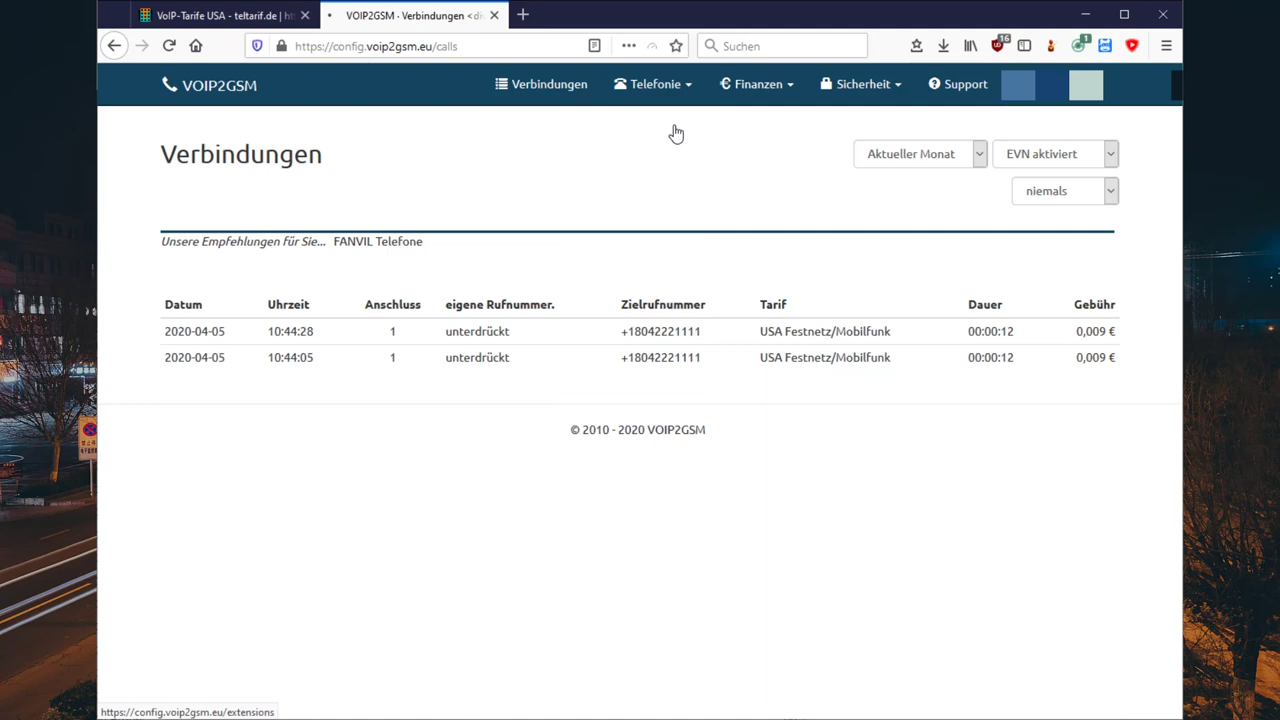 VoIP-Tarife USA - teltarif.de | ht
VOIP2GSM - Verbindungen < di
https://config.voip2gsm.eu/calls
Suchen
16
1
VOIP2GSM
Verbindungen
Telefonie
Finanzen
Sicherheit
Support
Verbindungen
Aktueller Monat
EVN aktiviert
niemals
Unsere Empfehlungen für Sie... FANVIL Telefone
Datum Uhrzeit Anschluss eigene Rufnummer. Zielrufnummer Tarif Dauer Gebühr
2020-04-05 10:44:28 1 unterdrückt +18042221111 USA Festnetz/Mobilfunk 00:00:12 0,009 €
2020-04-05 10:44:05 1 unterdrückt +18042221111 USA Festnetz/Mobilfunk 00:00:12 0,009 €
© 2010 - 2020 VOIP2GSM
https://config.voip2gsm.eu/extensions